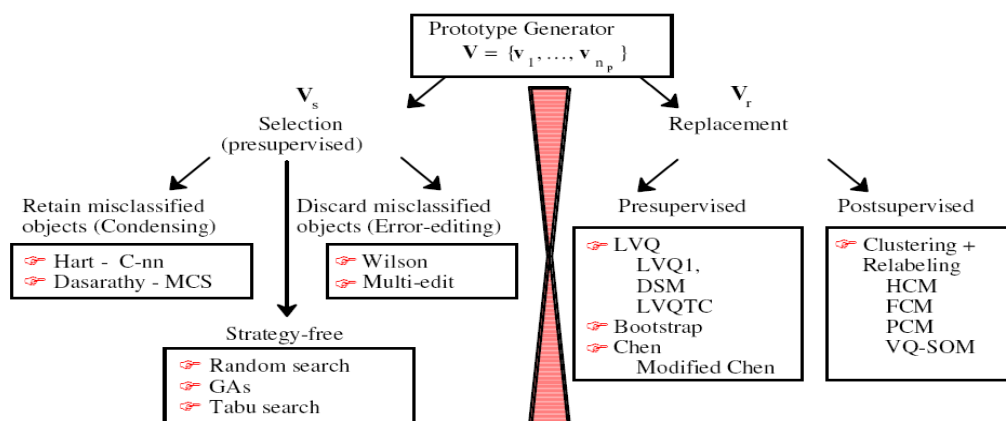 Prototype Generator
V = {v1,…, vnp}
Vs
Selection
(presupervised)
Vr
Replacement
Retain misclassified
objects (Condensing)
☞ Hart - C-nn
☞ Dasarathy - MCS
Discard misclassified
objects (Error-editing)
☞ Wilson
☞ Multi-edit
Strategy-free
☞ Random search
☞ GAs
☞ Tabu search
Presupervised
☞ LVQ
LVQ1,
DSM
LVQTC
☞ Bootstrap
☞ Chen
Modified Chen
Postsupervised
☞ Clustering +
Relabeling
HCM
FCM
PCM
VQ-SOM